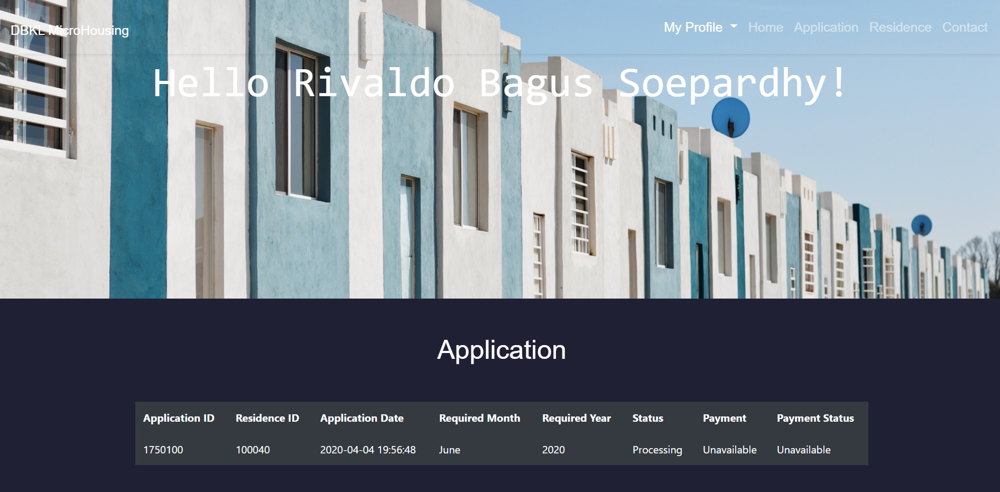 DBKL MicroHousing
My Profile Home Application Residence Contact
Hello Rivaldo Bagus Soepardhy!
Application
Application ID Residence ID Application Date Required Month Required Year Status Payment Payment Status
1750100 100040 2020-04-04 19:56:48 June 2020 Processing Unavailable Unavailable